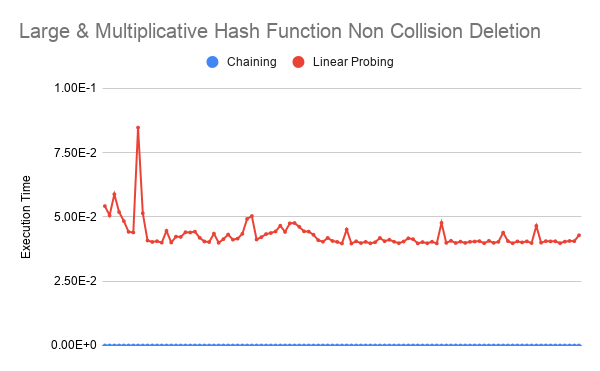 Large & Multiplicative Hash Function Non Collision Deletion
Chaining
Linear Probing
1.00E-1
7.50E-2
5.00E-2
2.50E-2
0.00E+0
Execution Time